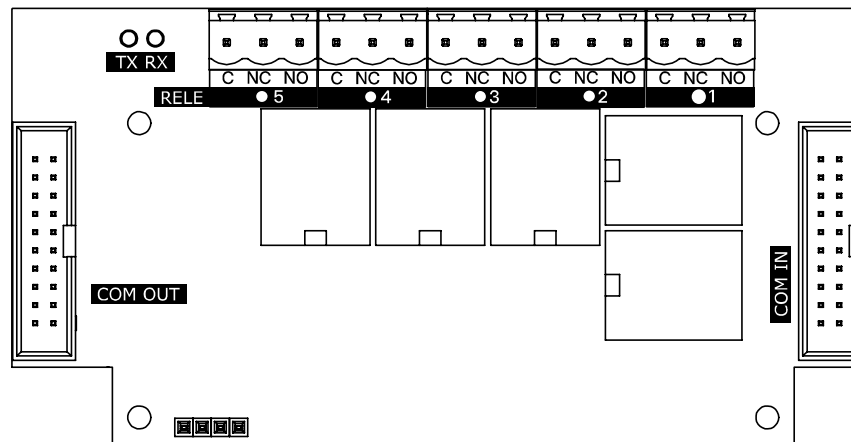 TX RX
C NC NO C NC NO C NC NO C NC NO C NC NO
RELE 5 4 3 2 1
COM OUT
COM IN